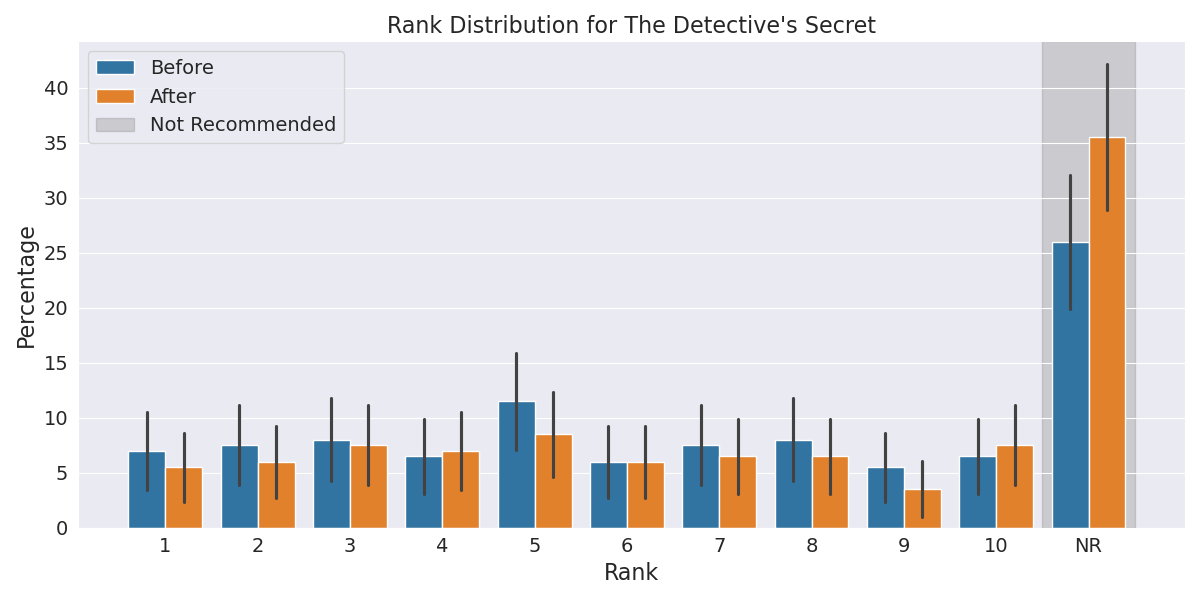 Rank Distribution for The Detective's Secret
Before
After
Not Recommended
Percentage
40
35
30
25
20
15
10
5
0
1 2 3 4 5 6 7 8 9 10 NR
Rank